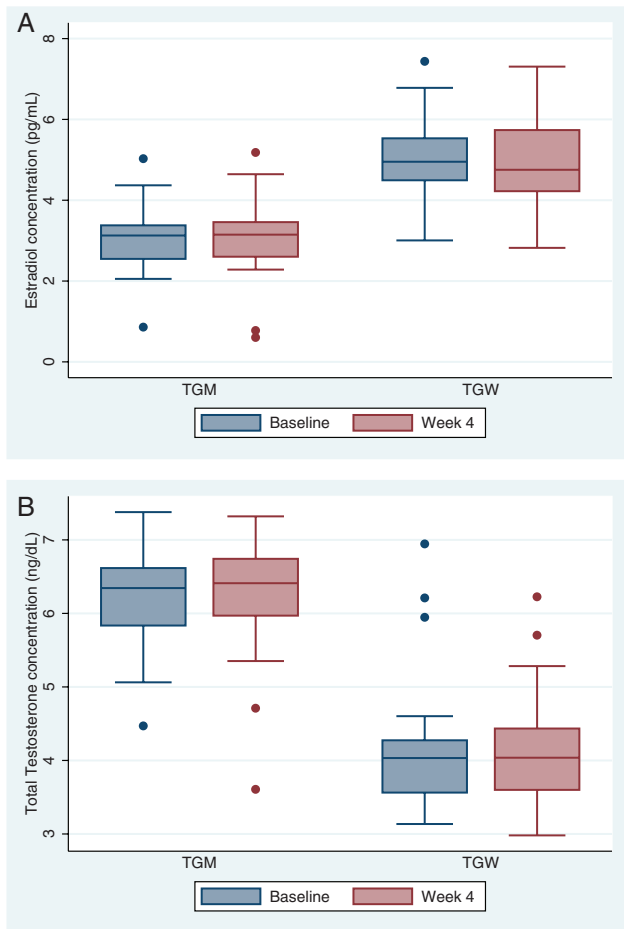 A
Estradiol concentration (pg/mL)
8
6
4
2
0
TGM TGW
Baseline Week 4
B
Total Testosterone concentration (ng/dL)
7
6
5
4
3
TGM TGW
Baseline Week 4